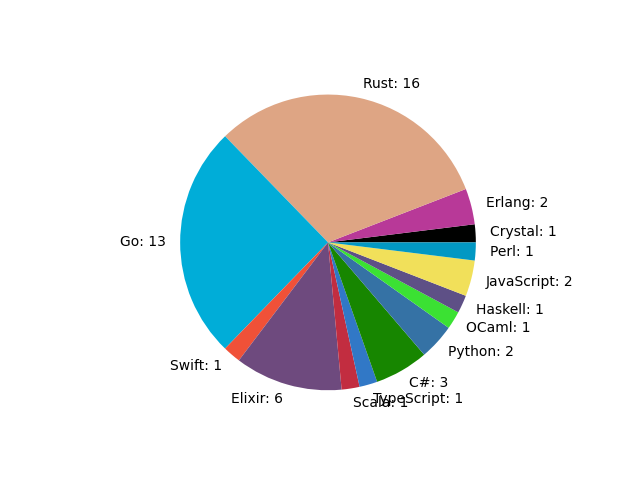 Rust: 16
Erlang: 2
Crystal: 1
Perl: 1
Go: 13
JavaScript: 2
Haskell: 1
OCaml: 1
Python: 2
Swift: 1
C#: 3
Elixir: 6
TypeScript: 1
Scala: 1